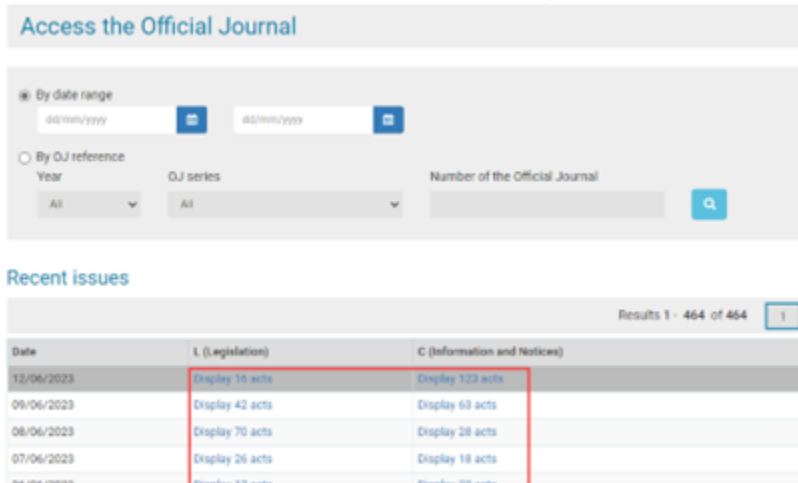 Access the Official Journal
By date range
dd/mm/yyyy dd/mm/yyyy
By OJ reference
Year OJ series Number of the Official Journal
All All
Recent issues
Results 1 - 464 of 464 1
Date L (Legislation) C (Information and Notices)
12/06/2023 Display 16 acts Display 123 acts
09/06/2023 Display 42 acts Display 63 acts
08/06/2023 Display 70 acts Display 28 acts
07/06/2023 Display 26 acts Display 18 acts